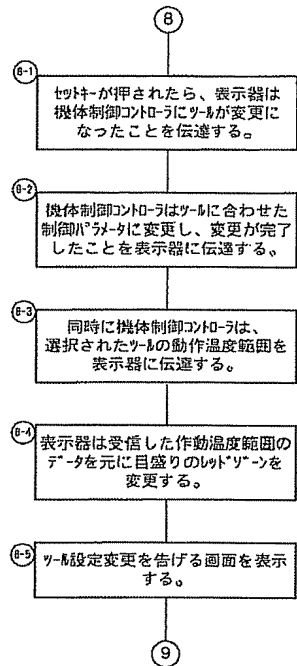 8
8-1
セットキーが押されたら、表示器は
機体制御コントローラにツールが変更に
なったことを伝達する。
8-2
機体制御コントローラはツールに合わせた
制御パラメータに変更し、変更が完了
したことを表示器に伝達する。
8-3
同時に機体制御コントローラは、
選択されたツールの動作温度範囲を
表示器に伝達する。
8-4
表示器は受信した作動温度範囲の
データを元に目盛りのレッドゾーンを
変更する。
8-5
ツール設定変更を告げる画面を表示
する。
9